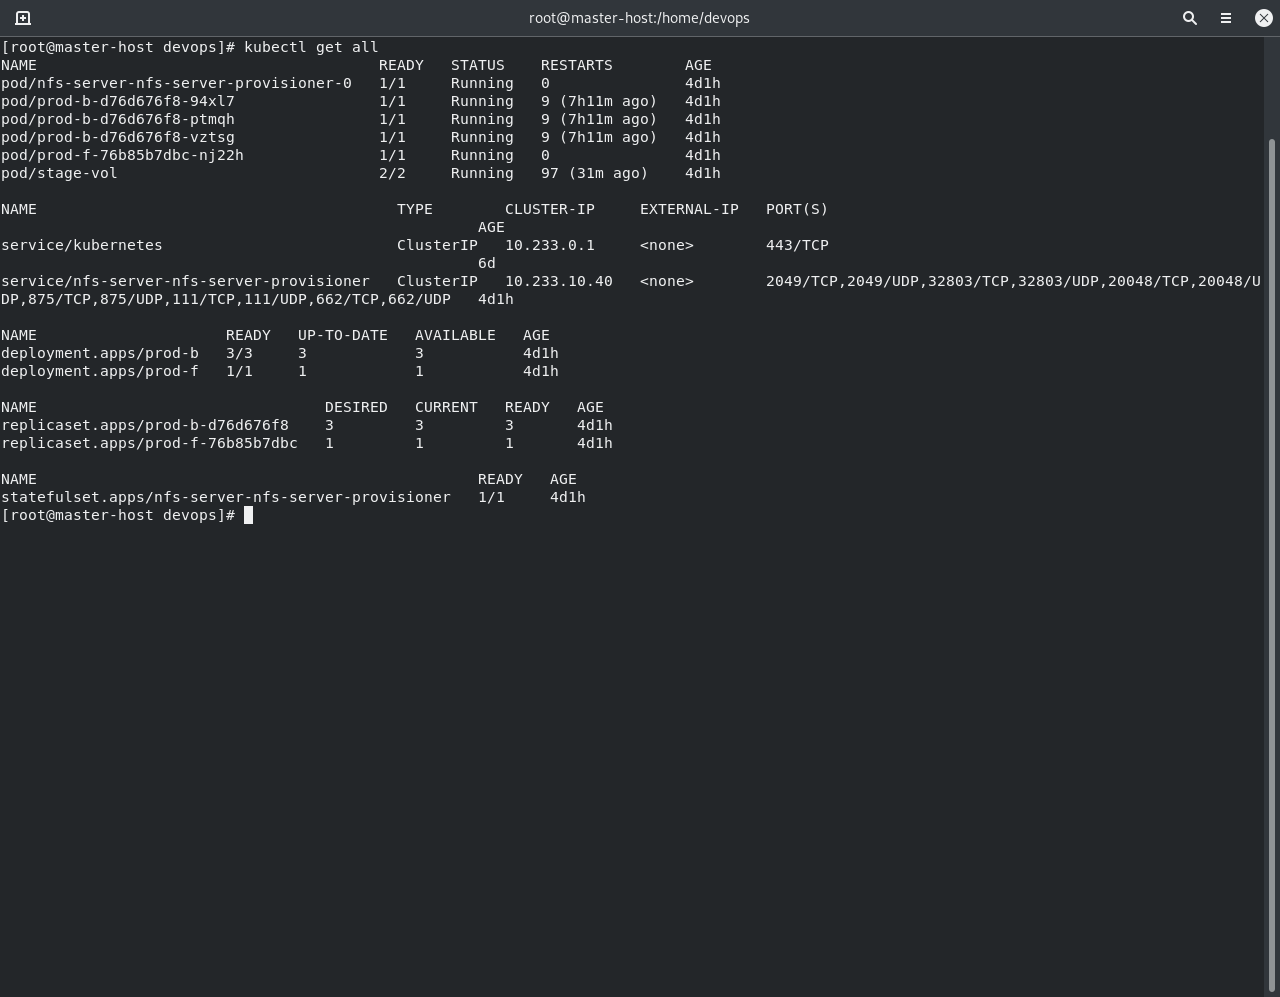 root@master-host:/home/devops
[root@master-host devops]# kubectl get all
NAME                                      READY   STATUS    RESTARTS        AGE
pod/nfs-server-nfs-server-provisioner-0   1/1     Running   0               4d1h
pod/prod-b-d76d676f8-94xl7                1/1     Running   9 (7h11m ago)   4d1h
pod/prod-b-d76d676f8-ptmqh                1/1     Running   9 (7h11m ago)   4d1h
pod/prod-b-d76d676f8-vztsg                1/1     Running   9 (7h11m ago)   4d1h
pod/prod-f-76b85b7dbc-nj22h               1/1     Running   0               4d1h
pod/stage-vol                             2/2     Running   97 (31m ago)    4d1h

NAME                                        TYPE        CLUSTER-IP     EXTERNAL-IP   PORT(S)
                                                     AGE
service/kubernetes                          ClusterIP   10.233.0.1     <none>        443/TCP
                                                     6d
service/nfs-server-nfs-server-provisioner   ClusterIP   10.233.10.40   <none>        2049/TCP,2049/UDP,32803/TCP,32803/UDP,20048/TCP,20048/U
DP,875/TCP,875/UDP,111/TCP,111/UDP,662/TCP,662/UDP   4d1h

NAME                     READY   UP-TO-DATE   AVAILABLE   AGE
deployment.apps/prod-b   3/3     3            3           4d1h
deployment.apps/prod-f   1/1     1            1           4d1h

NAME                                DESIRED   CURRENT   READY   AGE
replicaset.apps/prod-b-d76d676f8    3         3         3       4d1h
replicaset.apps/prod-f-76b85b7dbc   1         1         1       4d1h

NAME                                                 READY   AGE
statefulset.apps/nfs-server-nfs-server-provisioner   1/1     4d1h
[root@master-host devops]#